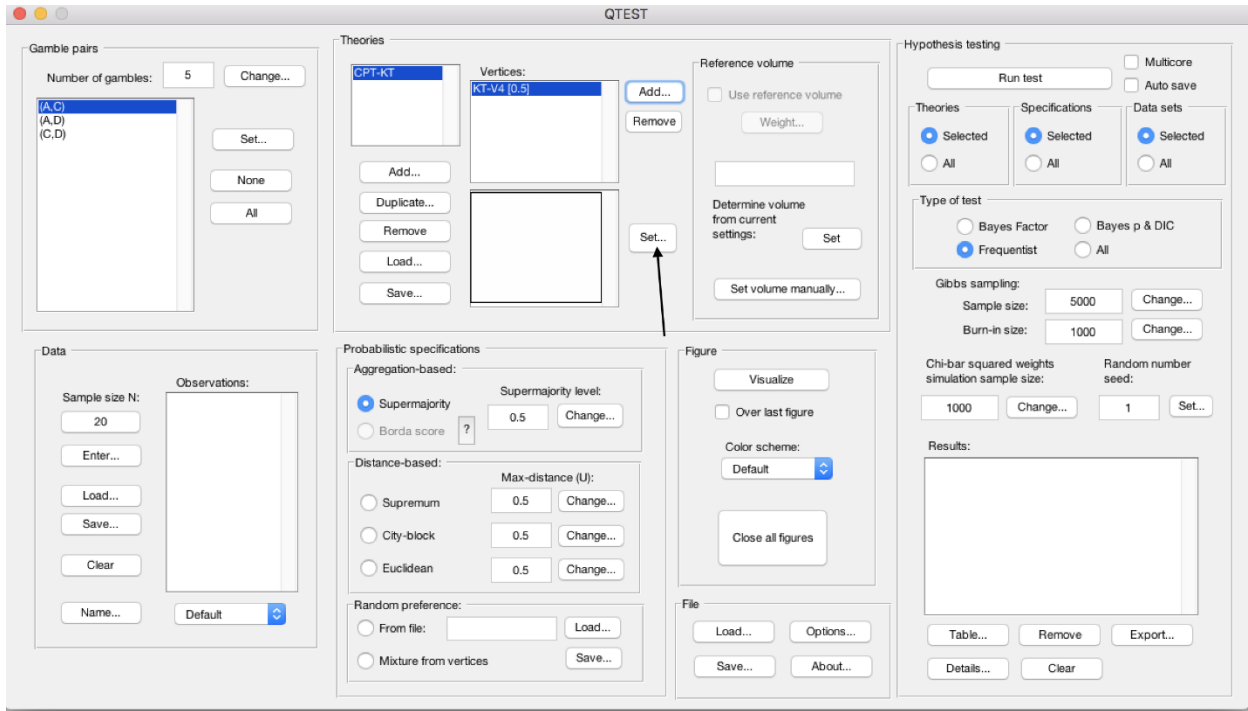 QTEST
Gamble pairs
Number of gambles: 5 Change...
(A,C)
(A,D)
(C,D)
Set...
None
All
Theories
CPT-KT
Vertices:
KT-V4 [0.5]
Add...
Remove
Add...
Duplicate...
Remove
Load...
Save...
Set...
Reference volume
Use reference volume
Weight...
Determine volume
from current
settings: Set
Set volume manually...
Hypothesis testing
Run test
Multicore
Auto save
Theories
Selected
All
Specifications
Selected
All
Data sets
Selected
All
Type of test
Bayes Factor Bayes p & DIC
Frequentist All
Gibbs sampling:
Sample size: 5000 Change...
Burn-in size: 1000 Change...
Chi-bar squared weights
simulation sample size:
1000 Change...
Random number
seed:
1 Set...
Results:
Table... Remove Export...
Details... Clear
Data
Sample size N:
20
Enter...
Load...
Save...
Clear
Name...
Observations:
Default
Probabilistic specifications
Aggregation-based:
Supermajority
Borda score ?
Supermajority level:
0.5 Change...
Distance-based:
Max-distance (U):
Supremum 0.5 Change...
City-block 0.5 Change...
Euclidean 0.5 Change...
Random preference:
From file: Load...
Mixture from vertices Save...
Figure
Visualize
Over last figure
Color scheme:
Default
Close all figures
File
Load... Options...
Save... About...